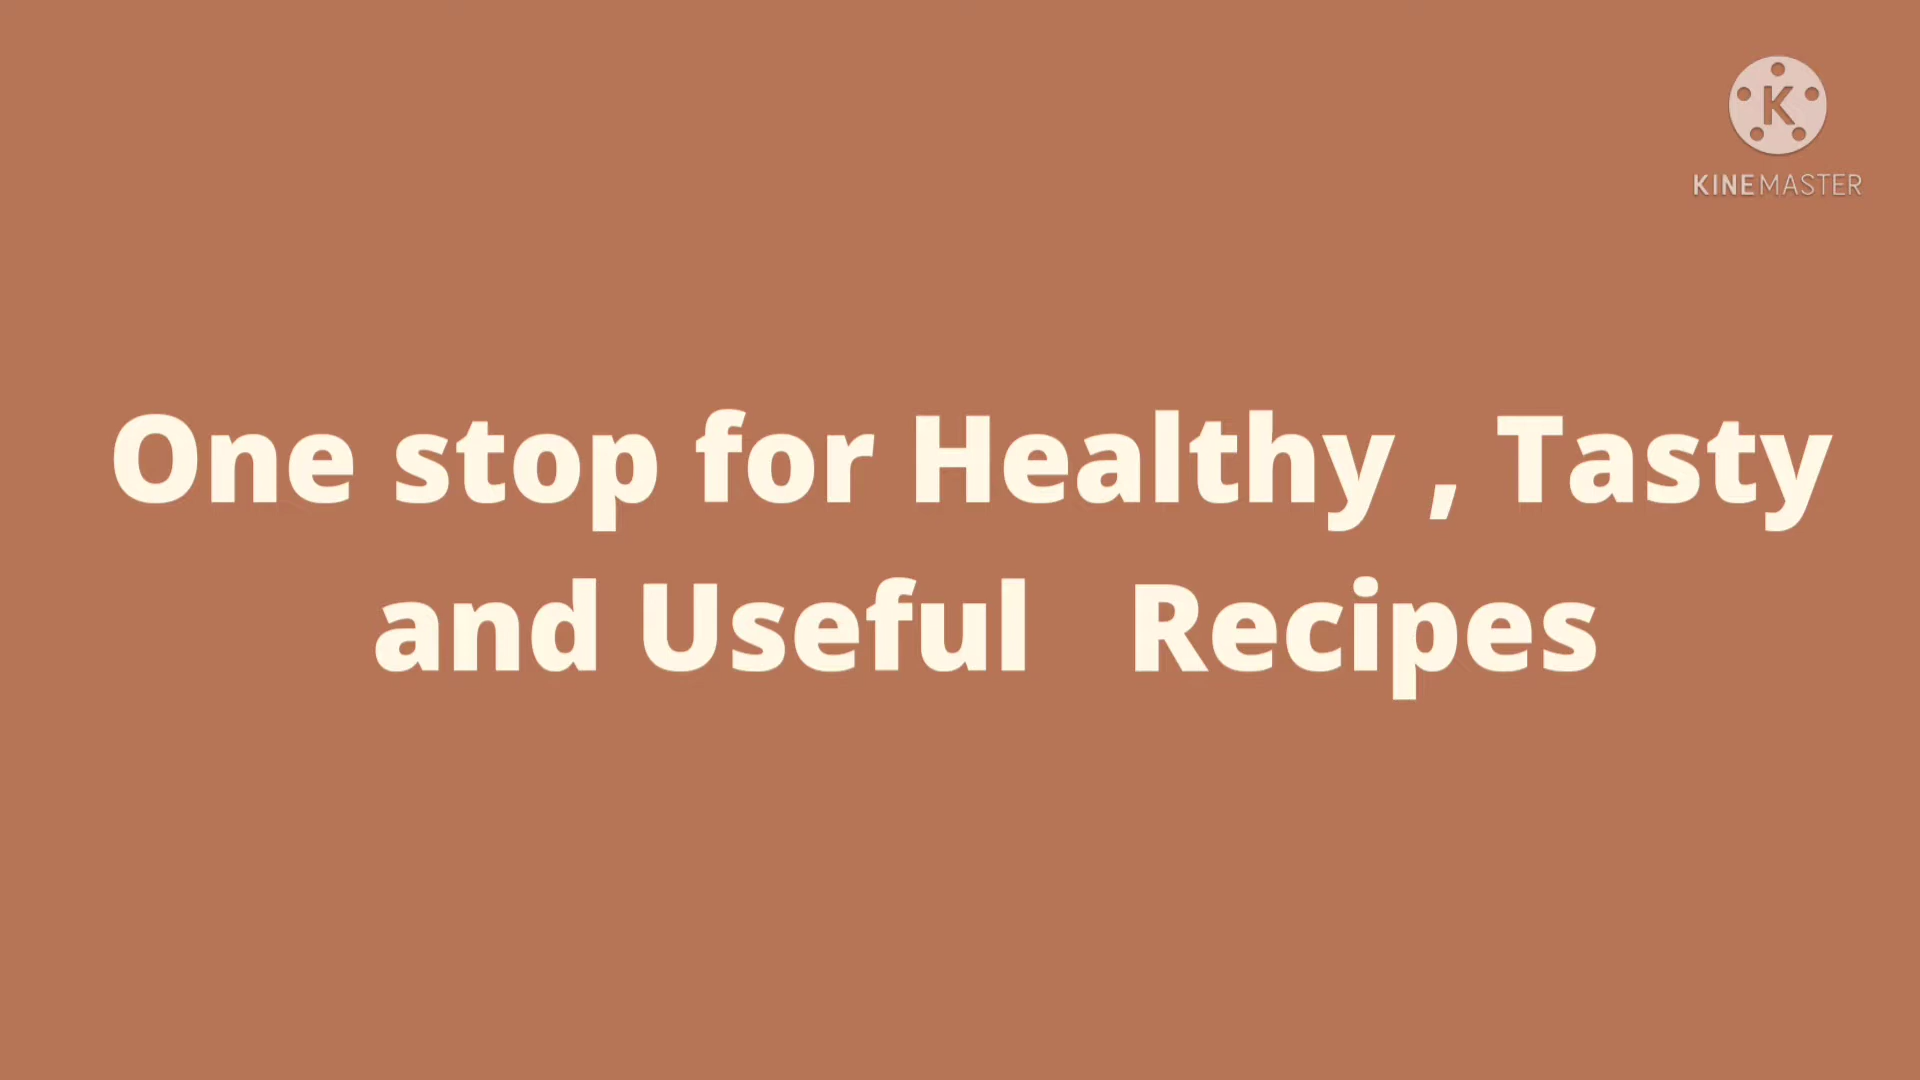 K
KINEMASTER
One stop for Healthy , Tasty
and Useful   Recipes